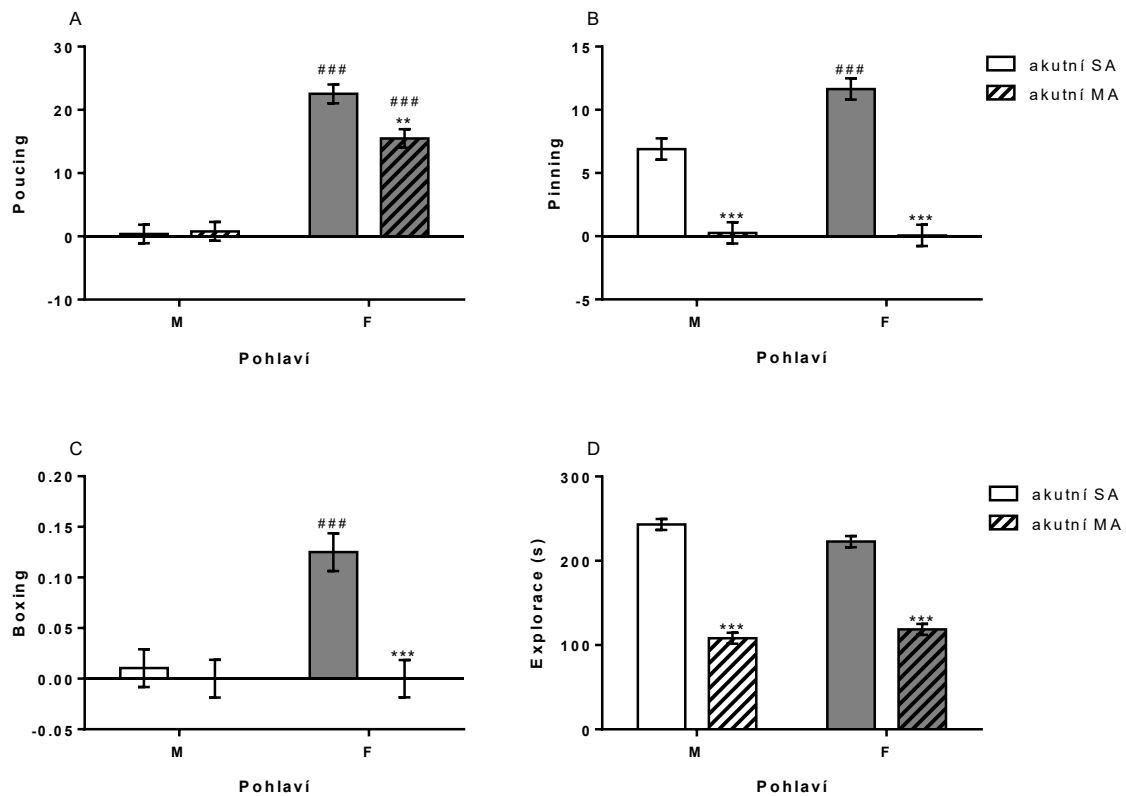 A
30
20
10
0
-10
Poucing
###
###
**
M
F
Pohlaví
B
15
10
5
0
-5
Pinning
***
###
***
M
F
Pohlaví
akutní SA
akutní MA
C
0.20
0.15
0.10
0.05
0.00
-0.05
Boxing
###
***
M
F
Pohlaví
D
300
200
100
0
Explorace (s)
***
***
M
F
Pohlaví
akutní SA
akutní MA